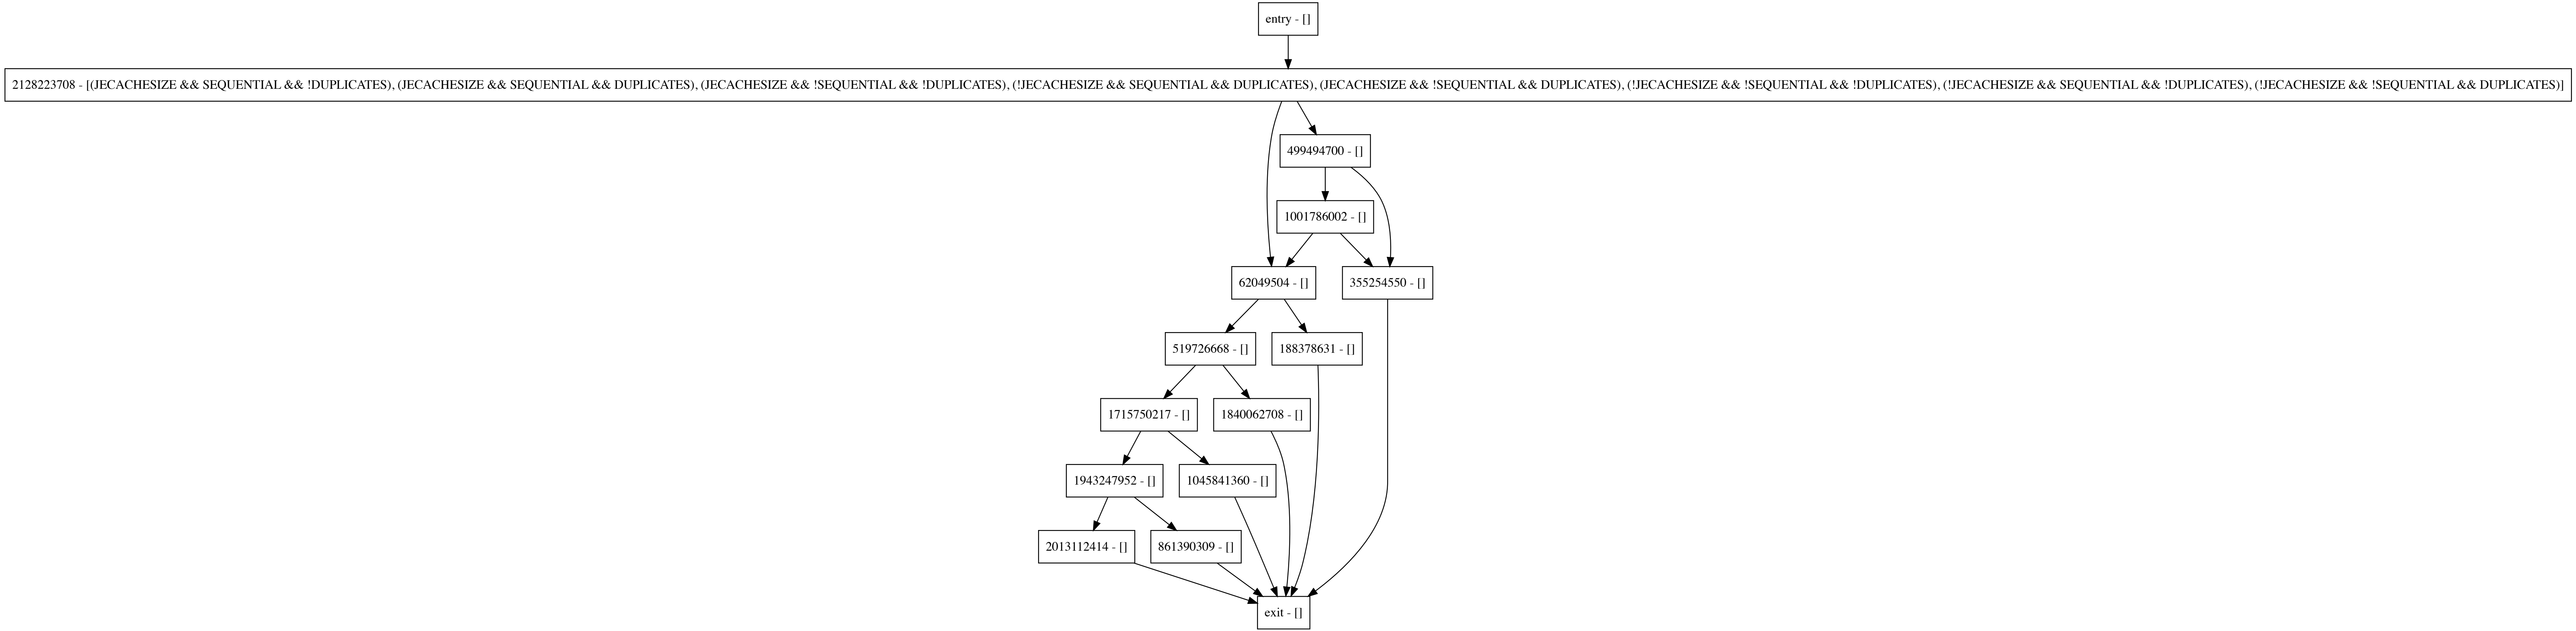 entry - []
2128223708 - [(JECACHESIZE && SEQUENTIAL && !DUPLICATES), (JECACHESIZE && SEQUENTIAL && DUPLICATES), (JECACHESIZE && !SEQUENTIAL && !DUPLICATES), (!JECACHESIZE && SEQUENTIAL && DUPLICATES), (JECACHESIZE && !SEQUENTIAL && DUPLICATES), (!JECACHESIZE && !SEQUENTIAL && !DUPLICATES), (!JECACHESIZE && SEQUENTIAL && !DUPLICATES), (!JECACHESIZE && !SEQUENTIAL && DUPLICATES)]
499494700 - []
1001786002 - []
62049504 - []
355254550 - []
519726668 - []
188378631 - []
1715750217 - []
1840062708 - []
1943247952 - []
1045841360 - []
2013112414 - []
861390309 - []
exit - []